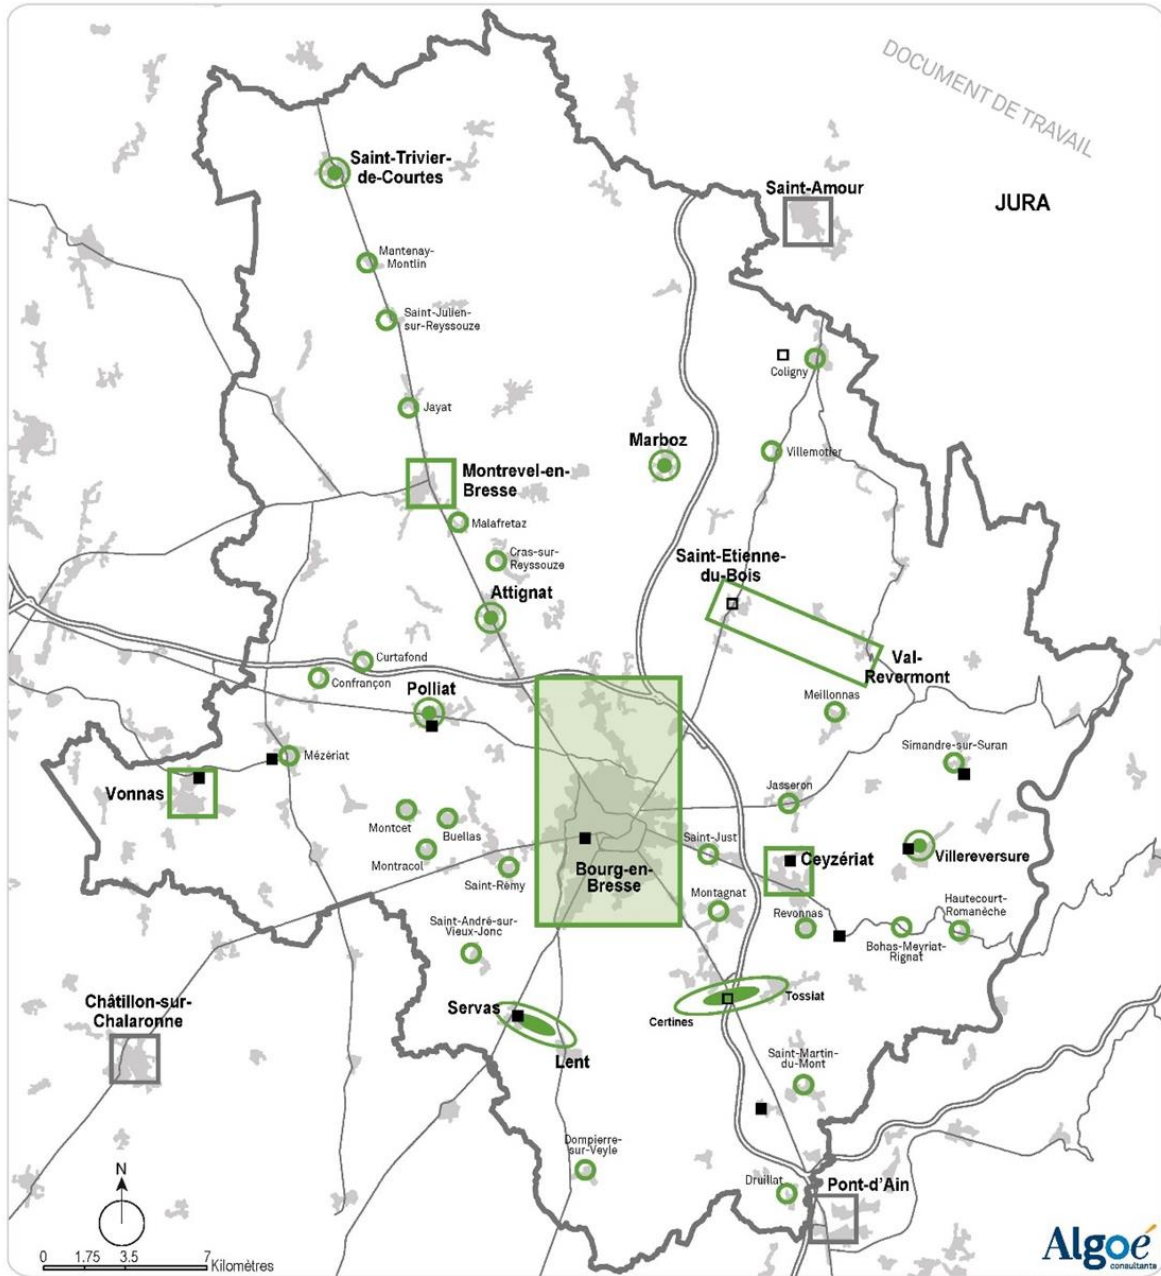 DOCUMENT DE TRAVAIL
JURA
Saint-Trivier-
de-Courtes
Saint-Amour
Mantenay-
Montlin
Saint-Julien-
sur-Reyssouze
Coligny
Jayat
Marboz
Villemotier
Montrevel-en-
Bresse
Malafretaz
Cras-sur-
Reyssouze
Saint-Etienne-
du-Bois
Attignat
Val-
Revermont
Curtafond
Confrançon
Polliat
Meillonnas
Mézériat
Simandre-sur-Suran
Vonnas
Jasseron
Montcet
Buellas
Montracol
Saint-Rémy
Saint-Just
Ceyzériat
Villereversure
Bourg-en-
Bresse
Montagnat
Revonnas
Hautecourt-
Romanèche
Bohas-Meyriat-
Rignat
Saint-André-sur-
Vieux-Jonc
Châtillon-sur-
Chalaronne
Servas
Lent
Certines
Tossiat
Saint-Martin-
du-Mont
Dompierre-
sur-Veyle
Druillat
Pont-d'Ain
N
0 1.75 3.5 7
Kilomètres
Algoé
consultants